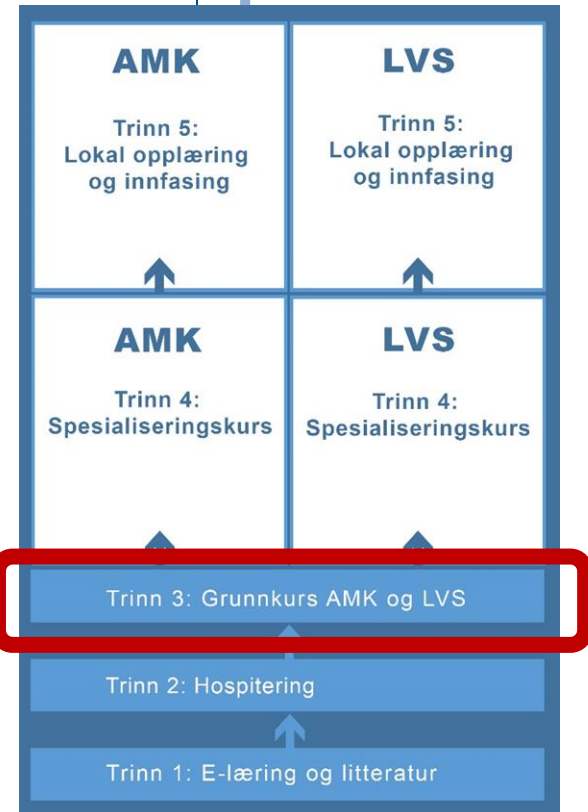 AMK
Trinn 5:
Lokal opplæring
og innfasing
LVS
Trinn 5:
Lokal opplæring
og innfasing
AMK
Trinn 4:
Spesialiseringskurs
LVS
Trinn 4:
Spesialiseringskurs
Trinn 3: Grunnkurs AMK og LVS
Trinn 2: Hospitering
Trinn 1: E-læring og litteratur